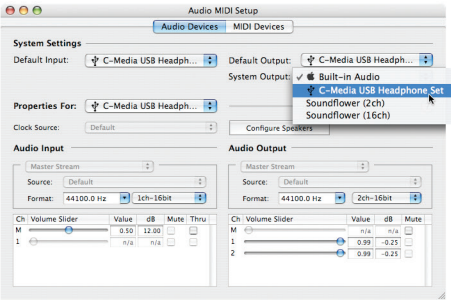 Audio MIDI Setup
Audio Devices MIDI Devices
System Settings
Default Input: C-Media USB Headph... Default Output: C-Media USB Headph...
System Output: ✓ Built-in Audio
C-Media USB Headphone Set
Soundflower (2ch)
Soundflower (16ch)
Properties For: C-Media USB Headph...
Clock Source: Default Configure Speakers
Audio Input Audio Output
Master Stream Master Stream
Source: Default Source: Default
Format: 44100.0 Hz 1ch-16bit Format: 44100.0 Hz 2ch-16bit
Ch Volume Slider Value dB Mute Thru Ch Volume Slider Value dB Mute
M 0.50 12.00 M n/a n/a
1 n/a n/a 1 0.99 -0.25
2 0.99 -0.25